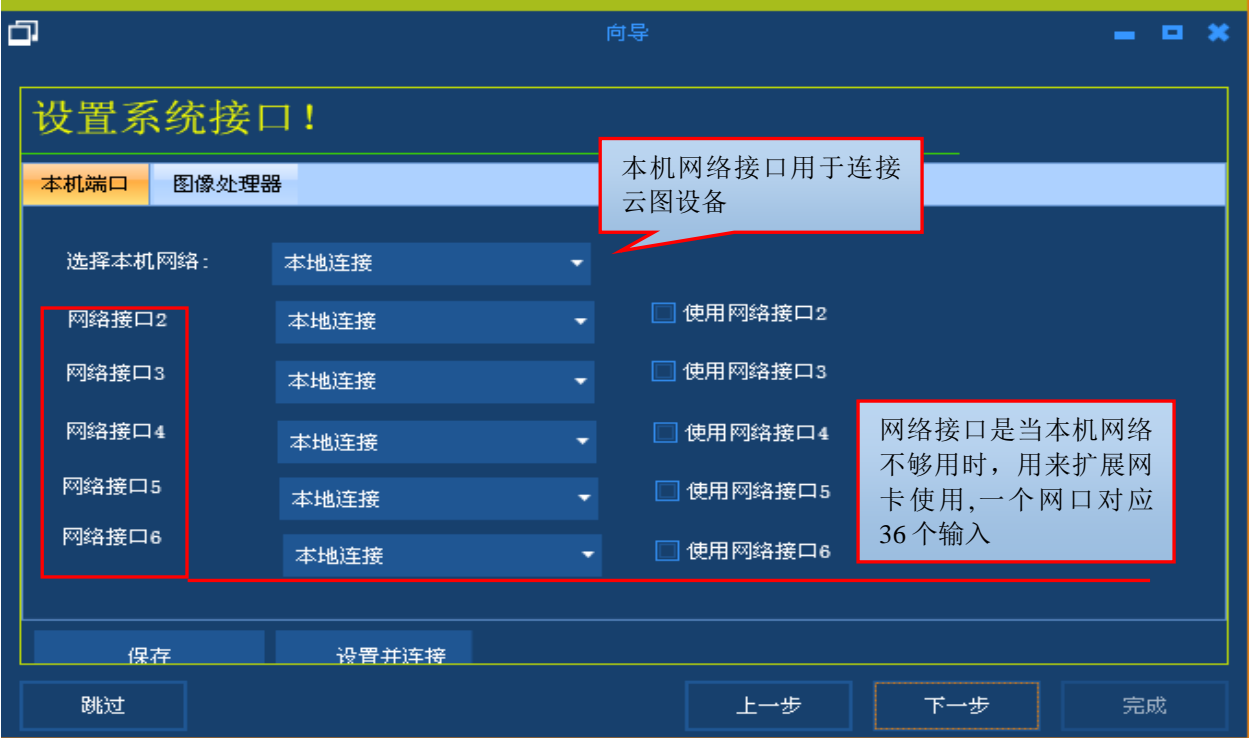 向导
设置系统接口！
本机网络接口用于连接
云图设备
本机端口
图像处理器
选择本机网络:
本地连接
网络接口2
本地连接
使用网络接口2
网络接口3
本地连接
使用网络接口3
网络接口4
本地连接
使用网络接口4
网络接口5
本地连接
使用网络接口5
网络接口6
本地连接
使用网络接口6
网络接口是当本机网络
不够用时，用来扩展网
卡使用,一个网口对应
36个输入
保存
设置并连接
跳过
上一步
下一步
完成